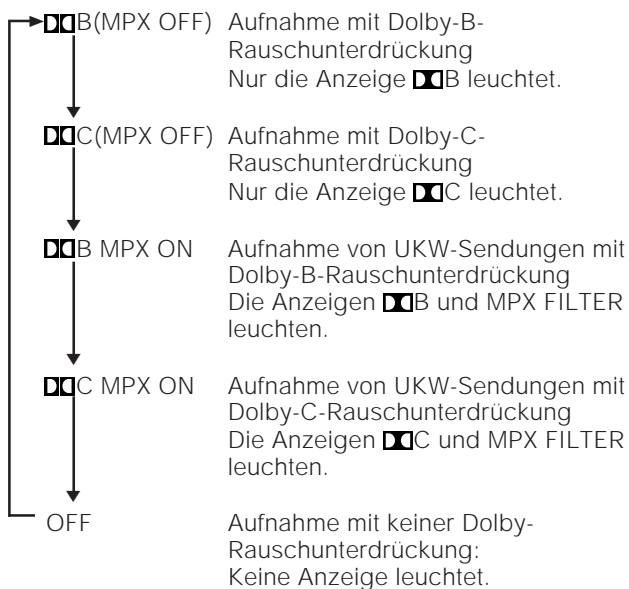 B(MPX OFF) Aufnahme mit Dolby-B-
Rauschunterdrückung
Nur die Anzeige B leuchtet.
C(MPX OFF) Aufnahme mit Dolby-C-
Rauschunterdrückung
Nur die Anzeige C leuchtet.
B MPX ON Aufnahme von UKW-Sendungen mit
Dolby-B-Rauschunterdrückung
Die Anzeigen B und MPX FILTER
leuchten.
C MPX ON Aufnahme von UKW-Sendungen mit
Dolby-C-Rauschunterdrückung
Die Anzeigen C und MPX FILTER
leuchten.
OFF Aufnahme mit keiner Dolby-
Rauschunterdrückung:
Keine Anzeige leuchtet.